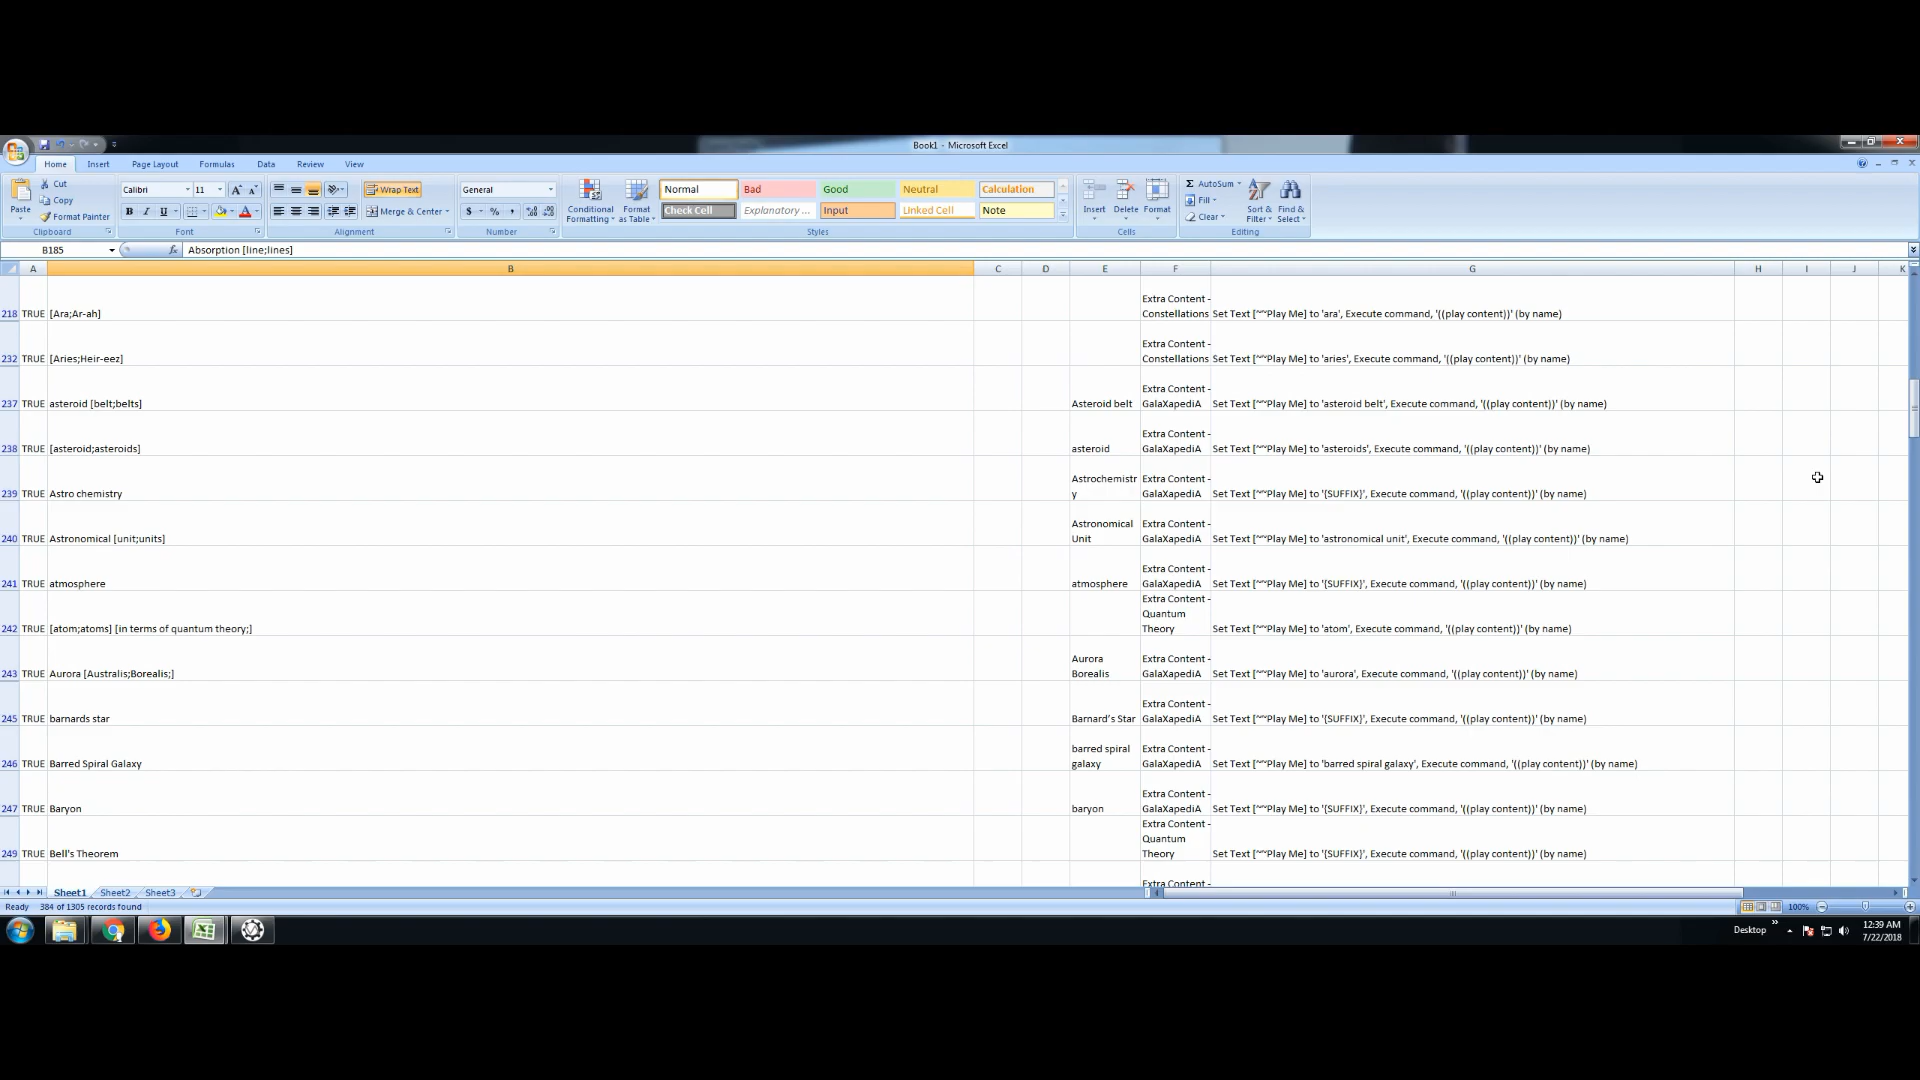 Book1 - Microsoft Excel
Home Insert Page Layout Formulas Data Review View
Cut
Copy
Format Painter
Paste
Clipboard
Calibri 11
B I U
Font
Wrap Text
Merge & Center
Alignment
General
$ % ,
Number
Conditional Formatting
Format as Table
Normal Bad Good Neutral Calculation
Check Cell Explanatory ... Input Linked Cell Note
Styles
Insert Delete Format
Cells
Σ AutoSum
Fill
Clear
Sort & Filter
Find & Select
Editing
B185 fx Absorption [line;lines]
A B C D E F G H I J K
218 TRUE [Ara;Ar-ah] Extra Content - Constellations Set Text [~~Play Me] to 'ara', Execute command, '((play content))' (by name)
232 TRUE [Aries;Heir-eez] Extra Content - Constellations Set Text [~~Play Me] to 'aries', Execute command, '((play content))' (by name)
237 TRUE asteroid [belt;belts] Asteroid belt Extra Content - GalaXapediA Set Text [~~Play Me] to 'asteroid belt', Execute command, '((play content))' (by name)
238 TRUE [asteroid;asteroids] asteroid Extra Content - GalaXapediA Set Text [~~Play Me] to 'asteroids', Execute command, '((play content))' (by name)
239 TRUE Astro chemistry Astrochemistry Extra Content - GalaXapediA Set Text [~~Play Me] to '{SUFFIX}', Execute command, '((play content))' (by name)
240 TRUE Astronomical [unit;units] Astronomical Unit Extra Content - GalaXapediA Set Text [~~Play Me] to 'astronomical unit', Execute command, '((play content))' (by name)
241 TRUE atmosphere atmosphere Extra Content - GalaXapediA Set Text [~~Play Me] to '{SUFFIX}', Execute command, '((play content))' (by name)
242 TRUE [atom;atoms] [in terms of quantum theory;] Extra Content - Quantum Theory Set Text [~~Play Me] to 'atom', Execute command, '((play content))' (by name)
243 TRUE Aurora [Australis;Borealis;] Aurora Borealis Extra Content - GalaXapediA Set Text [~~Play Me] to 'aurora', Execute command, '((play content))' (by name)
245 TRUE barnards star Barnard's Star Extra Content - GalaXapediA Set Text [~~Play Me] to '{SUFFIX}', Execute command, '((play content))' (by name)
246 TRUE Barred Spiral Galaxy barred spiral galaxy Extra Content - GalaXapediA Set Text [~~Play Me] to 'barred spiral galaxy', Execute command, '((play content))' (by name)
247 TRUE Baryon baryon Extra Content - GalaXapediA Set Text [~~Play Me] to '{SUFFIX}', Execute command, '((play content))' (by name)
249 TRUE Bell's Theorem Extra Content - Quantum Theory Set Text [~~Play Me] to '{SUFFIX}', Execute command, '((play content))' (by name)
Extra Content -
Sheet1 Sheet2 Sheet3
Ready 384 of 1305 records found 100%
Desktop
12:39 AM
7/22/2018